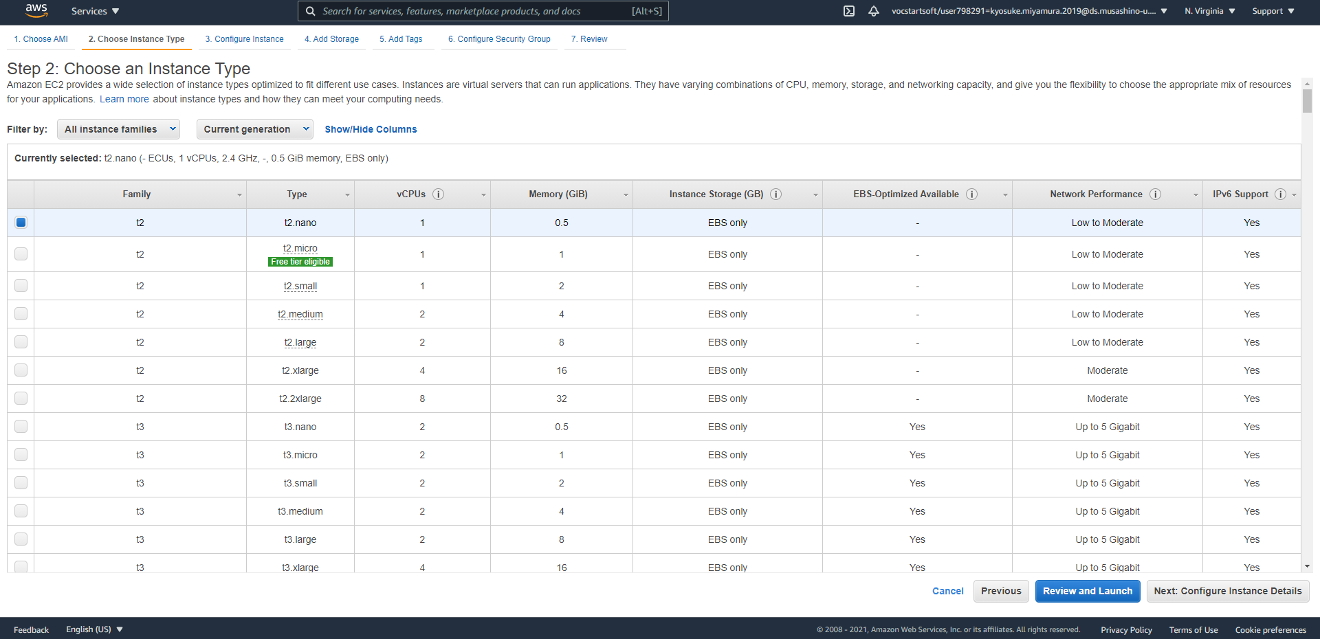 aws Services Search for services, features, marketplace products, and docs [Alt+S] vocstartsoft/user798291=kyosuke.miyamura.2019@ds.musashino-u.... N. Virginia Support
1. Choose AMI 2. Choose Instance Type 3. Configure Instance 4. Add Storage 5. Add Tags 6. Configure Security Group 7. Review
Step 2: Choose an Instance Type
Amazon EC2 provides a wide selection of instance types optimized to fit different use cases. Instances are virtual servers that can run applications. They have varying combinations of CPU, memory, storage, and networking capacity, and give you the flexibility to choose the appropriate mix of resources
for your applications. Learn more about instance types and how they can meet your computing needs.
Filter by: All instance families Current generation Show/Hide Columns
Currently selected: t2.nano (- ECUs, 1 vCPUs, 2.4 GHz, -, 0.5 GiB memory, EBS only)
Family Type vCPUs Memory (GiB) Instance Storage (GB) EBS-Optimized Available Network Performance IPv6 Support
t2 t2.nano 1 0.5 EBS only - Low to Moderate Yes
t2 t2.micro 1 1 EBS only - Low to Moderate Yes
Free tier eligible
t2 t2.small 1 2 EBS only - Low to Moderate Yes
t2 t2.medium 2 4 EBS only - Low to Moderate Yes
t2 t2.large 2 8 EBS only - Low to Moderate Yes
t2 t2.xlarge 4 16 EBS only - Moderate Yes
t2 t2.2xlarge 8 32 EBS only - Moderate Yes
t3 t3.nano 2 0.5 EBS only Yes Up to 5 Gigabit Yes
t3 t3.micro 2 1 EBS only Yes Up to 5 Gigabit Yes
t3 t3.small 2 2 EBS only Yes Up to 5 Gigabit Yes
t3 t3.medium 2 4 EBS only Yes Up to 5 Gigabit Yes
t3 t3.large 2 8 EBS only Yes Up to 5 Gigabit Yes
t3 t3.xlarge 4 16 EBS only Yes Up to 5 Gigabit Yes
Cancel Previous Review and Launch Next: Configure Instance Details
Feedback English (US) © 2008 - 2021, Amazon Web Services, Inc. or its affiliates. All rights reserved. Privacy Policy Terms of Use Cookie preferences